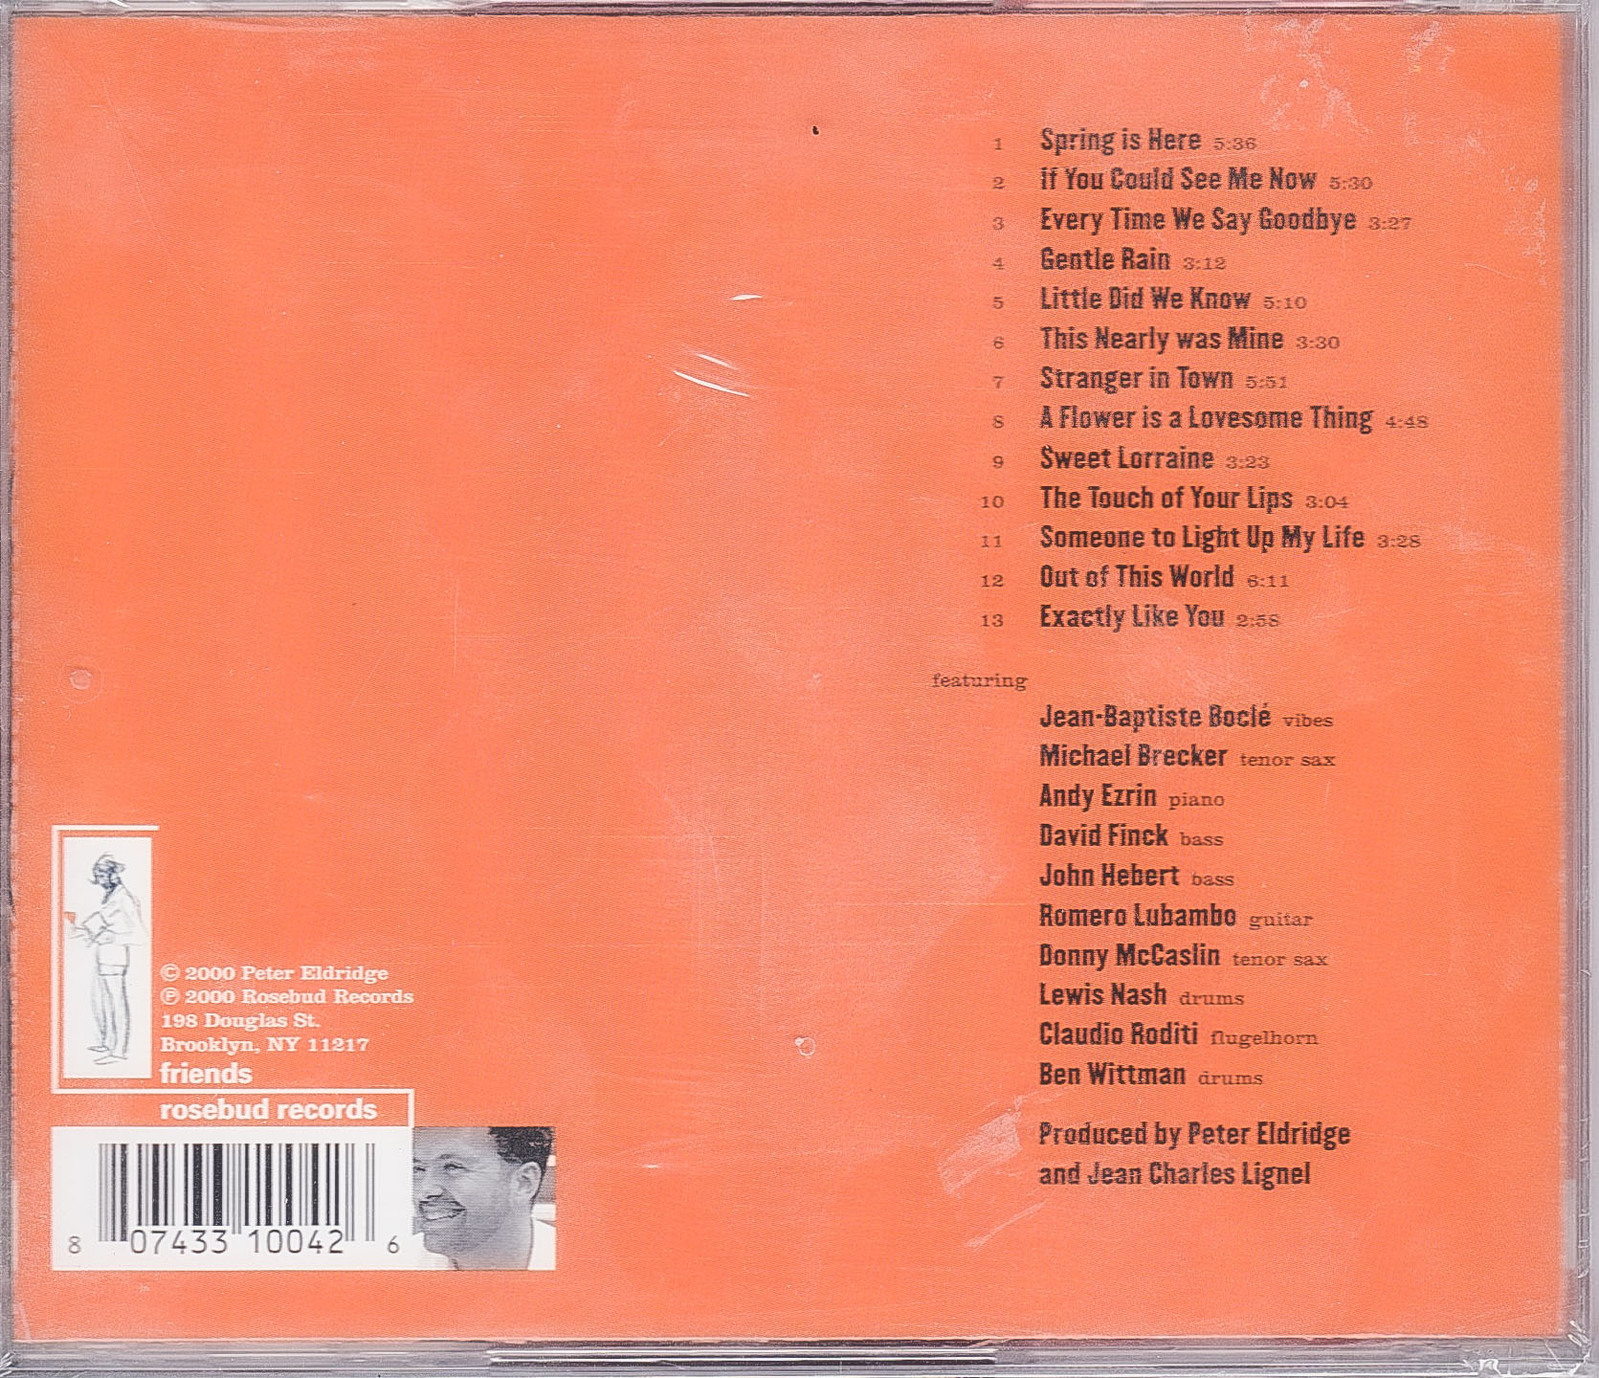 1 Spring is Here 5:36
2 if You Could See Me Now 5:30
3 Every Time We Say Goodbye 3:27
4 Gentle Rain 3:12
5 Little Did We Know 5:10
6 This Nearly was Mine 3:30
7 Stranger in Town 5:51
8 A Flower is a Lovesome Thing 4:48
9 Sweet Lorraine 3:23
10 The Touch of Your Lips 3:04
11 Someone to Light Up My Life 3:28
12 Out of This World 6:11
13 Exactly Like You 2:58
featuring
Jean-Baptiste Boclé vibes
Michael Brecker tenor sax
Andy Ezrin piano
David Finck bass
John Hebert bass
Romero Lubambo guitar
Donny McCaslin tenor sax
Lewis Nash drums
Claudio Roditi flugelhorn
Ben Wittman drums
Produced by Peter Eldridge
and Jean Charles Lignel
© 2000 Peter Eldridge
℗ 2000 Rosebud Records
198 Douglas St.
Brooklyn, NY 11217
friends
rosebud records
8 07433 10042 6